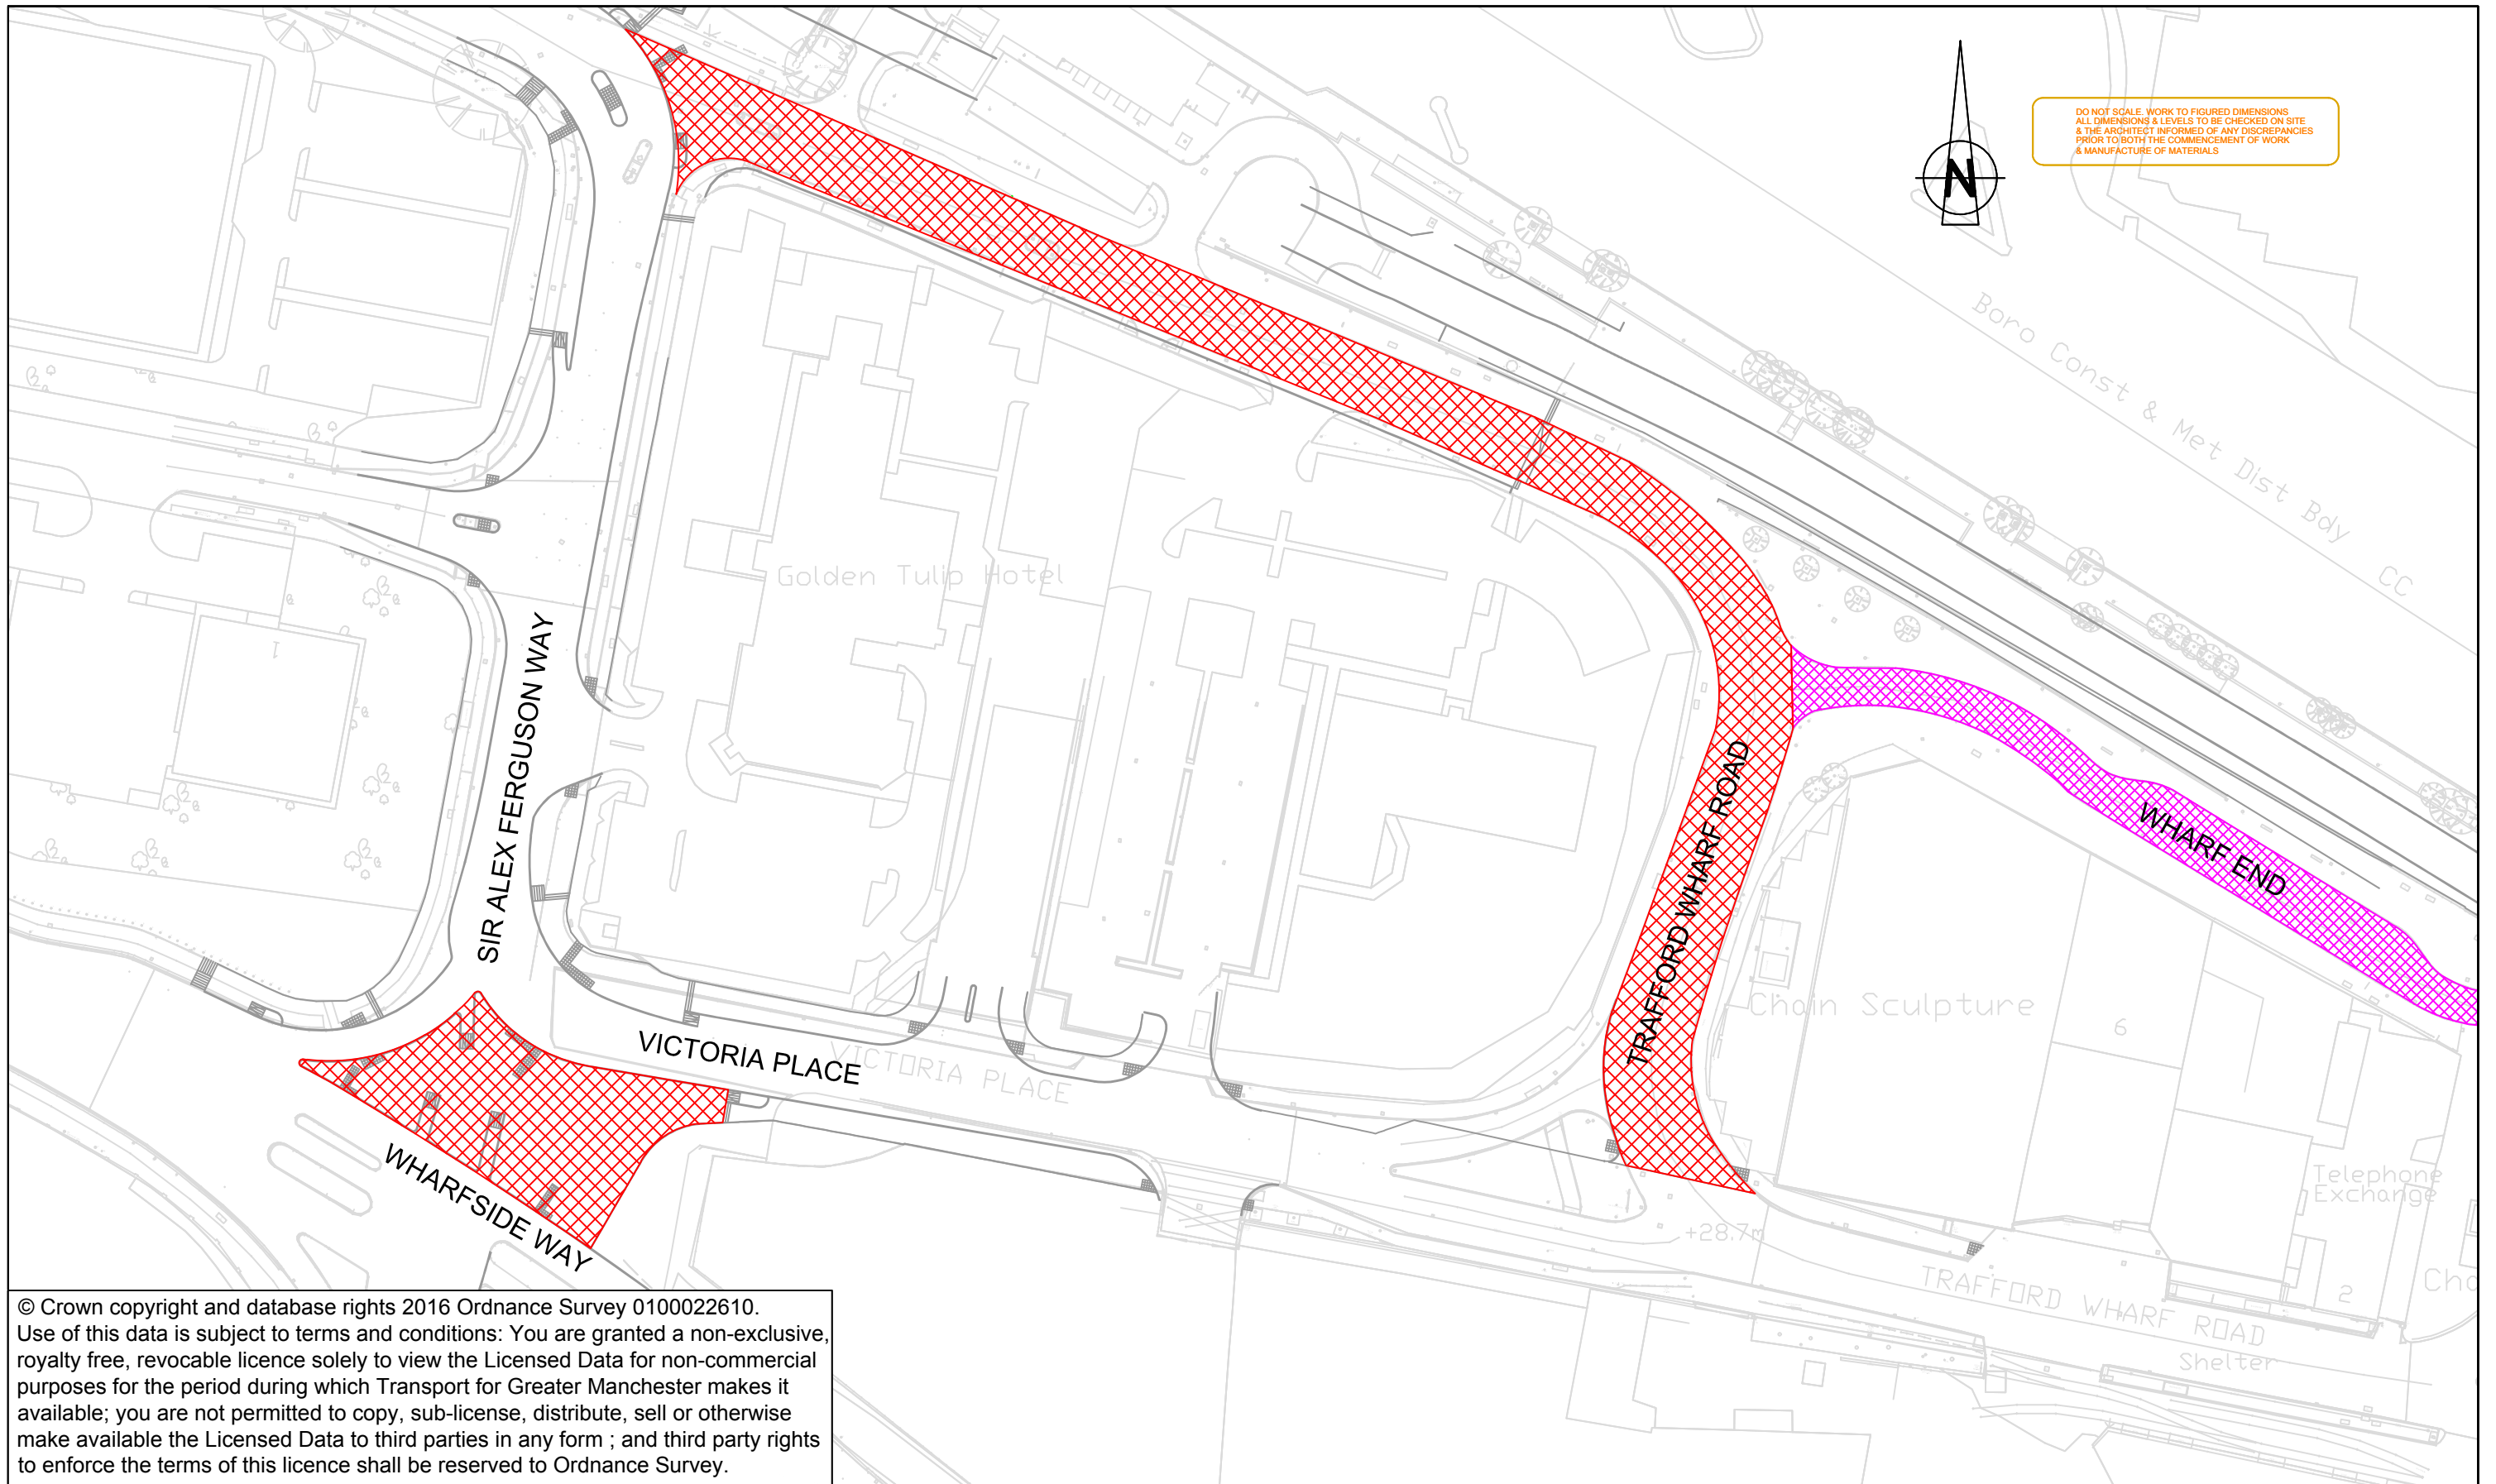 DO NOT SCALE, WORK TO FIGURED DIMENSIONS
ALL DIMENSIONS & LEVELS TO BE CHECKED ON SITE
& THE ARCHITECT INFORMED OF ANY DISCREPANCIES
PRIOR TO BOTH THE COMMENCEMENT OF WORK
& MANUFACTURE OF MATERIALS
N
Boro Const & Met Dist Bdy
CC
Golden Tulip Hotel
1
SIR ALEX FERGUSON WAY
TRAFFORD WHARF ROAD
WHARF END
Chain Sculpture
6
VICTORIA PLACE
VICTORIA PLACE
WHARFSIDE WAY
Telephone
Exchange
+28.7m
TRAFFORD WHARF ROAD
2
Cha
Shelter
© Crown copyright and database rights 2016 Ordnance Survey 0100022610.
Use of this data is subject to terms and conditions: You are granted a non-exclusive,
royalty free, revocable licence solely to view the Licensed Data for non-commercial
purposes for the period during which Transport for Greater Manchester makes it
available; you are not permitted to copy, sub-license, distribute, sell or otherwise
make available the Licensed Data to third parties in any form ; and third party rights
to enforce the terms of this licence shall be reserved to Ordnance Survey.